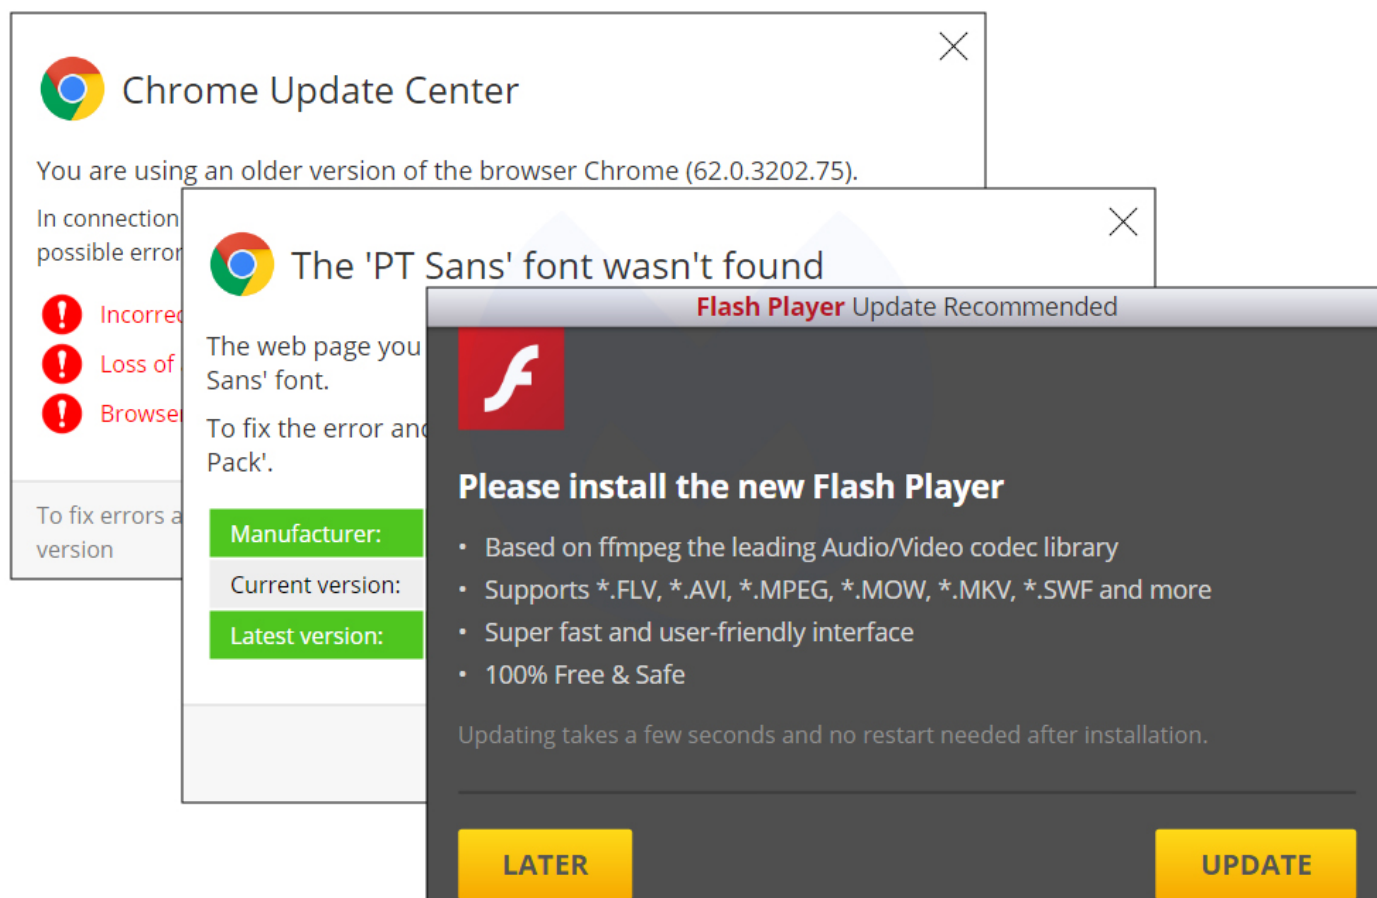 Chrome Update Center
You are using an older version of the browser Chrome (62.0.3202.75).
In connection
possible error
Incorrec
Loss of
Browser
To fix errors a
version
The 'PT Sans' font wasn't found
The web page you
Sans' font.
To fix the error and
Pack'.
Manufacturer:
Current version:
Latest version:
Flash Player Update Recommended
Please install the new Flash Player
• Based on ffmpeg the leading Audio/Video codec library
• Supports *.FLV, *.AVI, *.MPEG, *.MOW, *.MKV, *.SWF and more
• Super fast and user-friendly interface
• 100% Free & Safe
Updating takes a few seconds and no restart needed after installation.
LATER
UPDATE